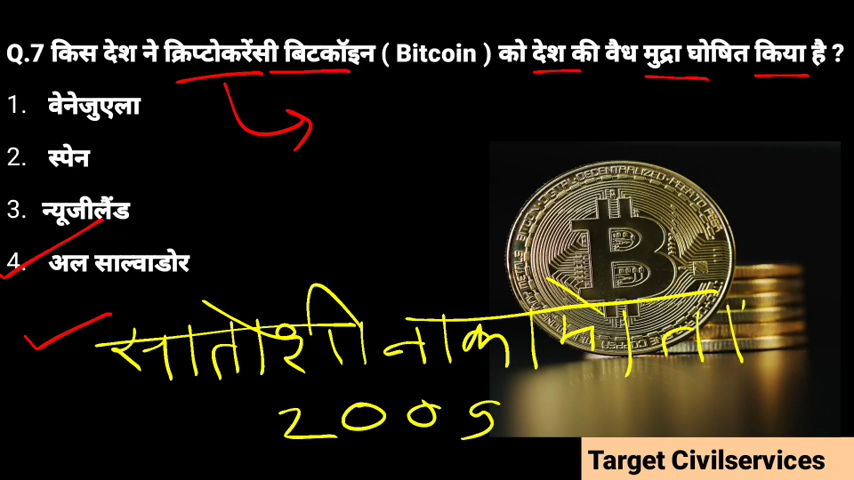 Q.7 किस देश ने क्रिप्टोकरेंसी बिटकॉइन ( Bitcoin ) को देश की वैध मुद्रा घोषित किया है ?
1. वेनेजुएला
2. स्पेन
3. न्यूजीलैंड
4. अल साल्वाडोर
सातोशी नाकामोतो
2009
Target Civilservices